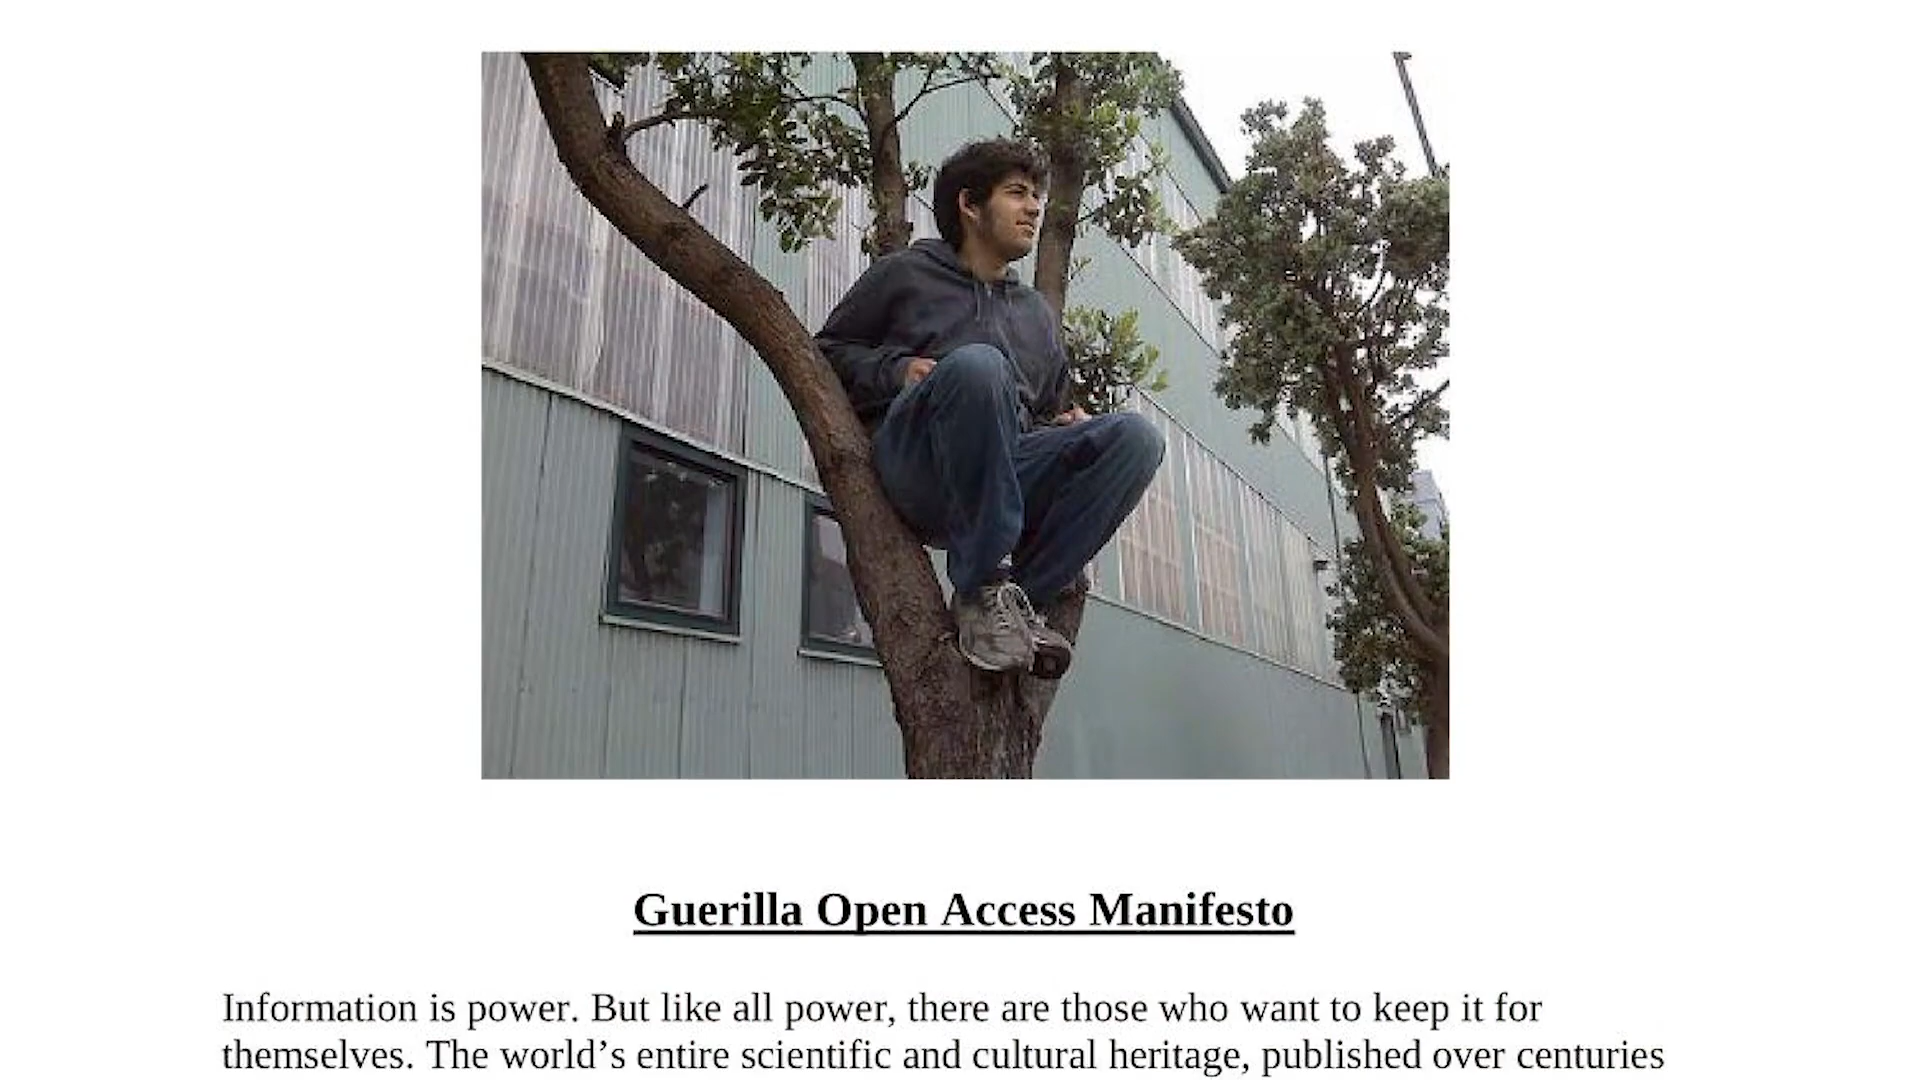 Guerilla Open Access Manifesto
Information is power. But like all power, there are those who want to keep it for
themselves. The world’s entire scientific and cultural heritage, published over centuries